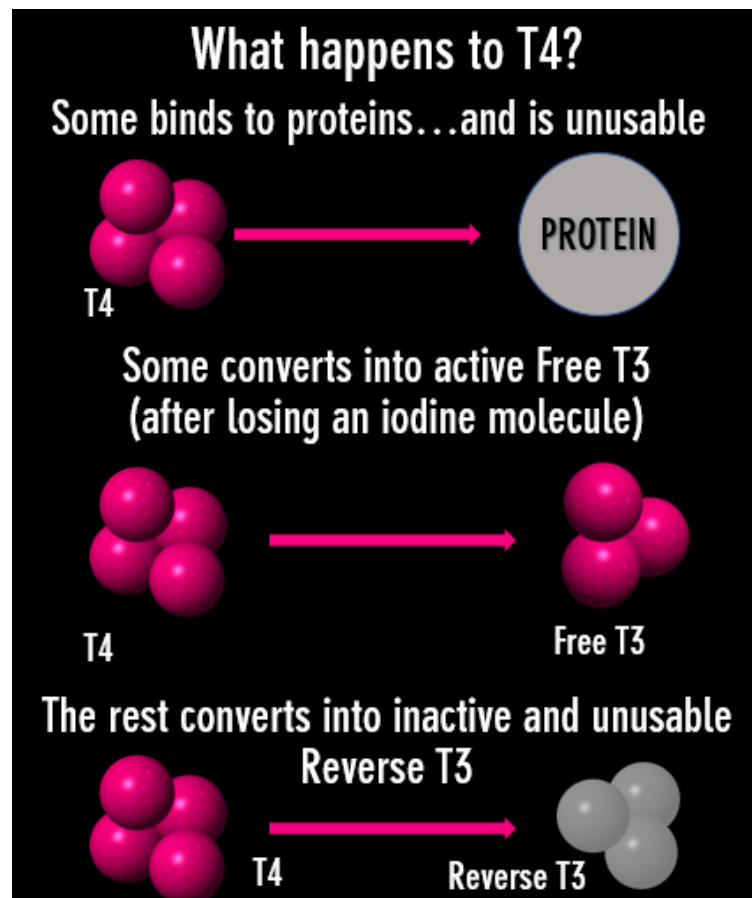 What happens to T4?
Some binds to proteins...and is unusable
PROTEIN
T4
Some converts into active Free T3
(after losing an iodine molecule)
T4
Free T3
The rest converts into inactive and unusable
Reverse T3
T4
Reverse T3